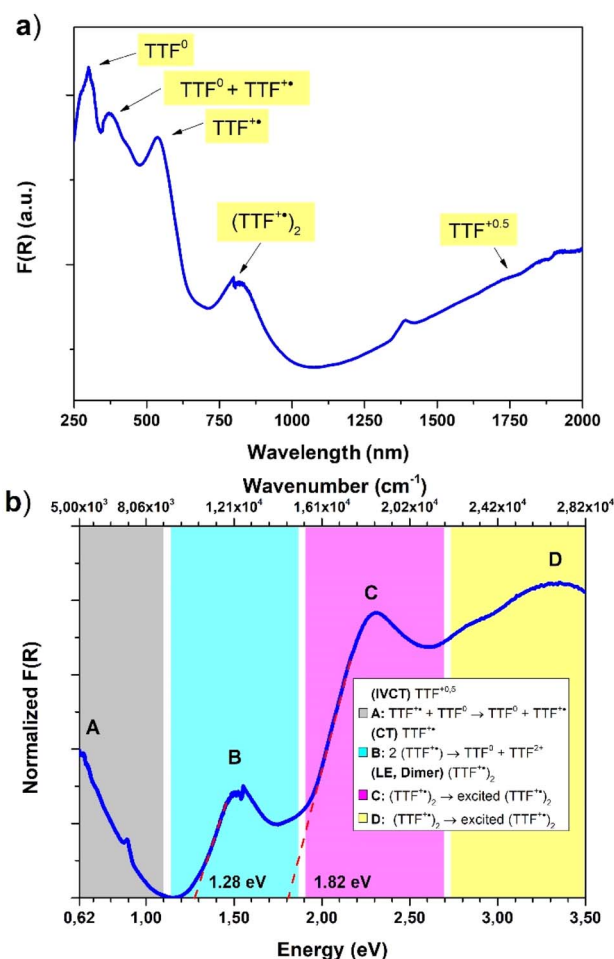 a)
TTF⁰
TTF⁰ + TTF⁺•
TTF⁺•
(TTF⁺•)₂
TTF⁺⁰·⁵
F(R) (a.u.)
250 500 750 1000 1250 1500 1750 2000
Wavelength (nm)
Wavenumber (cm⁻¹)
b)
5,00x10³ 8,06x10³ 1,21x10⁴ 1,61x10⁴ 2,02x10⁴ 2,42x10⁴ 2,82x10⁴
Normalized F(R)
A
B
C
D
(IVCT) TTF⁺⁰,⁵
A: TTF⁺• + TTF⁰ → TTF⁰ + TTF⁺•
(CT) TTF⁺•
B: 2 (TTF⁺•) → TTF⁰ + TTF²⁺
(LE, Dimer) (TTF⁺•)₂
C: (TTF⁺•)₂ → excited (TTF⁺•)₂
D: (TTF⁺•)₂ → excited (TTF⁺•)₂
1.28 eV
1.82 eV
0,62 1,00 1,50 2,00 2,50 3,00 3,50
Energy (eV)